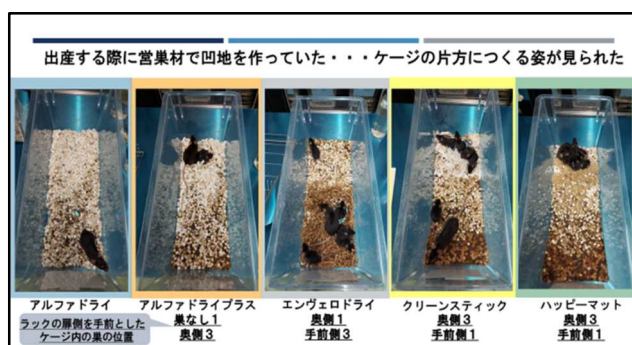 出産する際に営巣材で凹地を作っていた・・・ケージの片方につくる姿が見られた
アルファドライ
ラックの扉側を手前とした
ケージ内の巣の位置
アルファドライプラス
巣なし1
奥側3
エンヴェロドライ
奥側1
手前側3
クリーンスティック
奥側3
手前側1
ハッピーマット
奥側3
手前側1